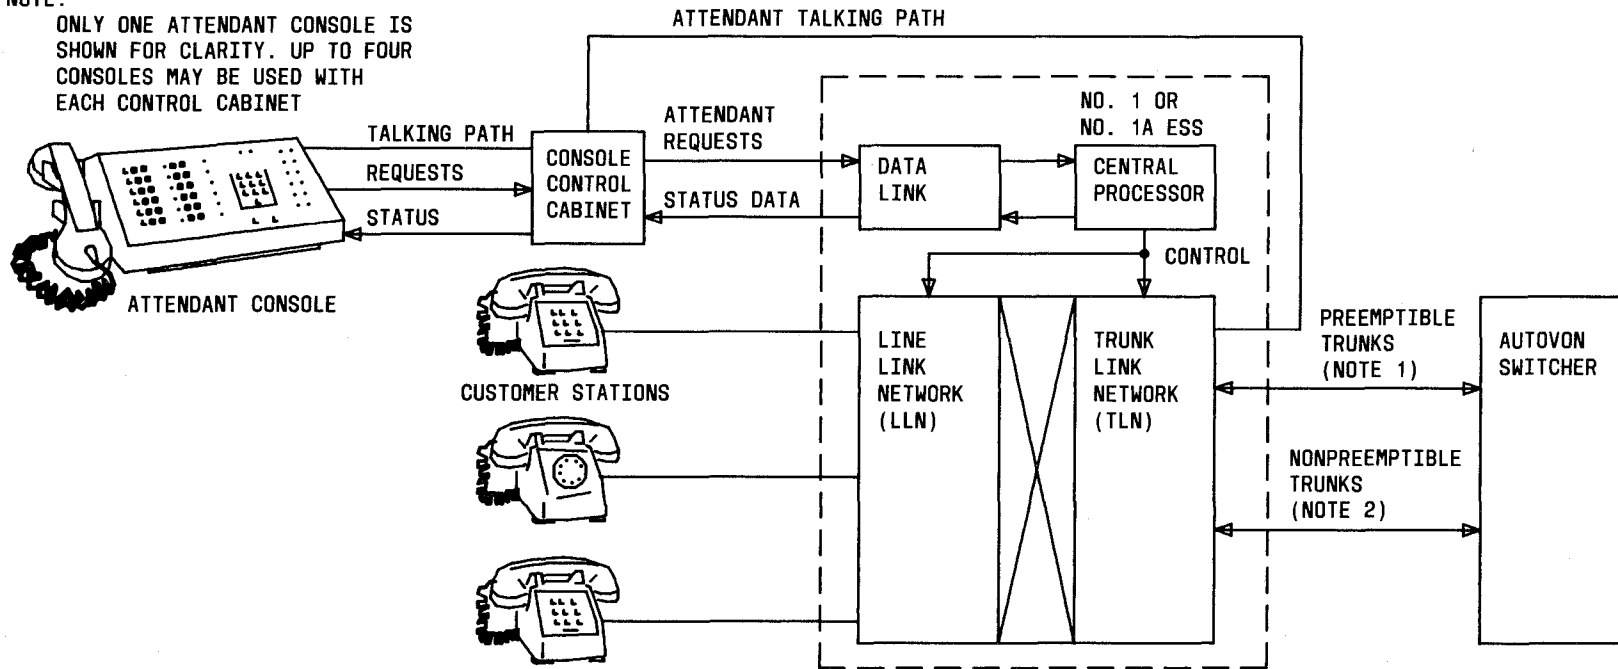 NOTE:
ONLY ONE ATTENDANT CONSOLE IS
SHOWN FOR CLARITY. UP TO FOUR
CONSOLES MAY BE USED WITH
EACH CONTROL CABINET
ATTENDANT TALKING PATH
TALKING PATH
REQUESTS
STATUS
ATTENDANT CONSOLE
CONSOLE
CONTROL
CABINET
ATTENDANT
REQUESTS
STATUS DATA
NO. 1 OR
NO. 1A ESS
DATA
LINK
CENTRAL
PROCESSOR
CONTROL
CUSTOMER STATIONS
LINE
LINK
NETWORK
(LLN)
TRUNK
LINK
NETWORK
(TLN)
PREEMPTIBLE
TRUNKS
(NOTE 1)
NONPREEMPTIBLE
TRUNKS
(NOTE 2)
AUTOVON
SWITCHER